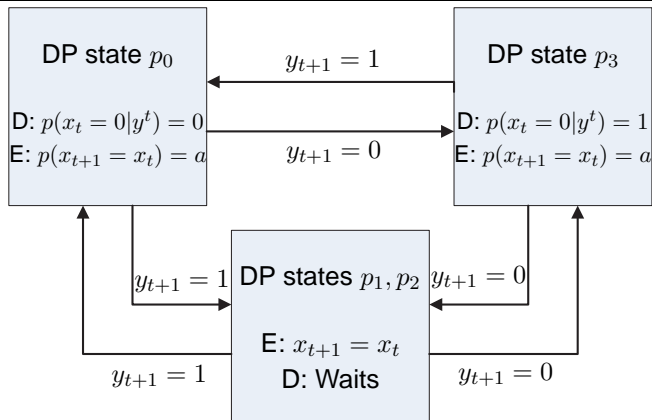 DP state $p_0$
D: $p(x_t = 0|y^t) = 0$
E: $p(x_{t+1} = x_t) = a$
$y_{t+1} = 1$
$y_{t+1} = 0$
DP state $p_3$
D: $p(x_t = 0|y^t) = 1$
E: $p(x_{t+1} = x_t) = a$
$y_{t+1} = 1$
$y_{t+1} = 0$
DP states $p_1, p_2$
E: $x_{t+1} = x_t$
D: Waits
$y_{t+1} = 1$
$y_{t+1} = 0$